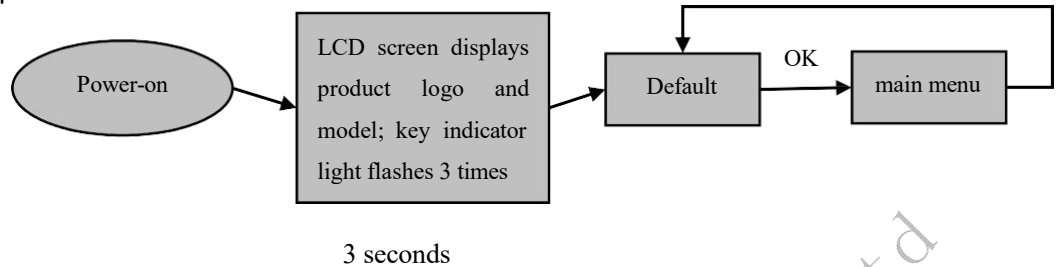 Power-on
LCD screen displays
product logo and
model; key indicator
light flashes 3 times
Default
OK
main menu
3 seconds
t d